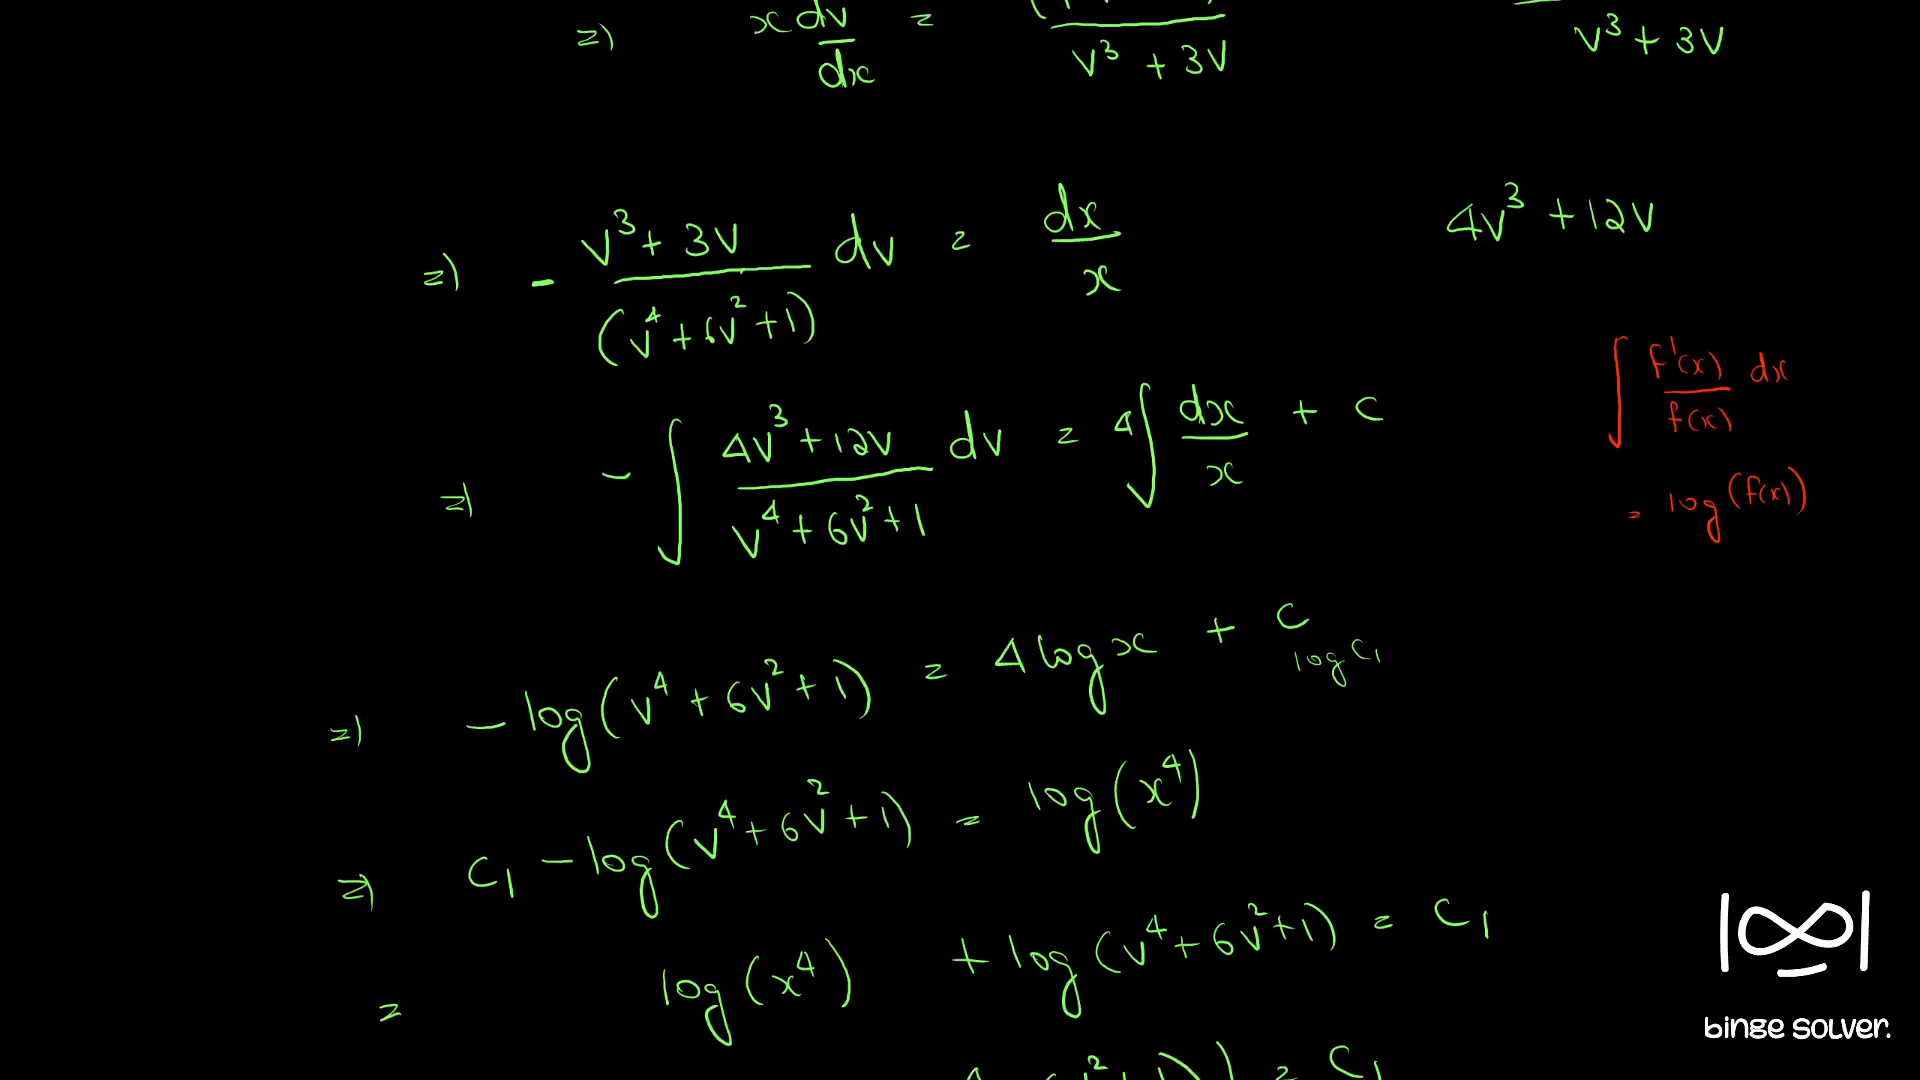 =) x dv/dx = / v³ + 3v v³ + 3v
=) - v³ + 3v / (v⁴ + 6v² + 1) dv = dx/x 4v³ + 12v
∫ f'(x)/f(x) dx
=) - ∫ 4v³ + 12v / v⁴ + 6v² + 1 dv = 4∫ dx/x + c
= log(f(x))
=) - log(v⁴ + 6v² + 1) = 4 log x + c
log c₁
=) c₁ - log(v⁴ + 6v² + 1) = log(x⁴)
= log(x⁴) + log(v⁴ + 6v² + 1) = c₁
= c₁
binge solver.